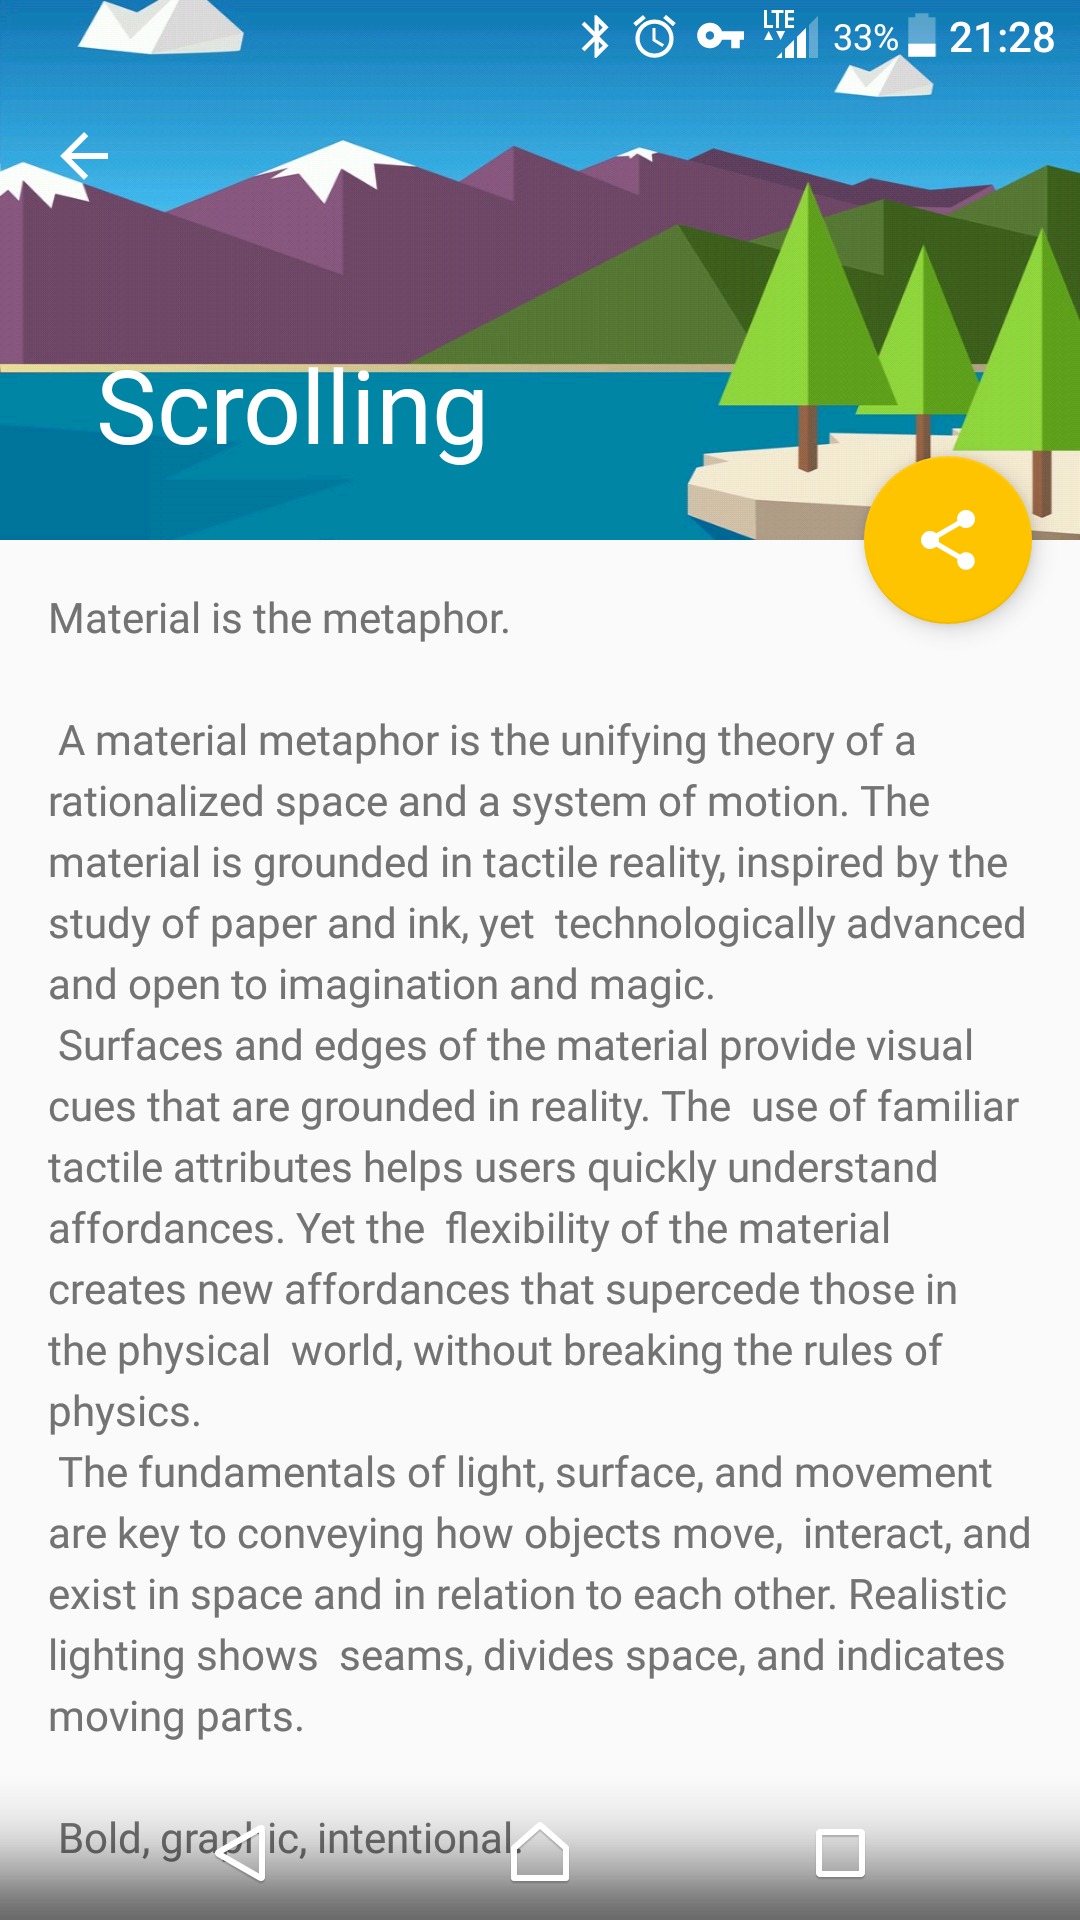 LTE
33% 21:28
Scrolling
Material is the metaphor.
A material metaphor is the unifying theory of a
rationalized space and a system of motion. The
material is grounded in tactile reality, inspired by the
study of paper and ink, yet  technologically advanced
and open to imagination and magic.
Surfaces and edges of the material provide visual
cues that are grounded in reality. The  use of familiar
tactile attributes helps users quickly understand
affordances. Yet the  flexibility of the material
creates new affordances that supercede those in
the physical  world, without breaking the rules of
physics.
The fundamentals of light, surface, and movement
are key to conveying how objects move,  interact, and
exist in space and in relation to each other. Realistic
lighting shows  seams, divides space, and indicates
moving parts.
Bold, graphic, intentional.